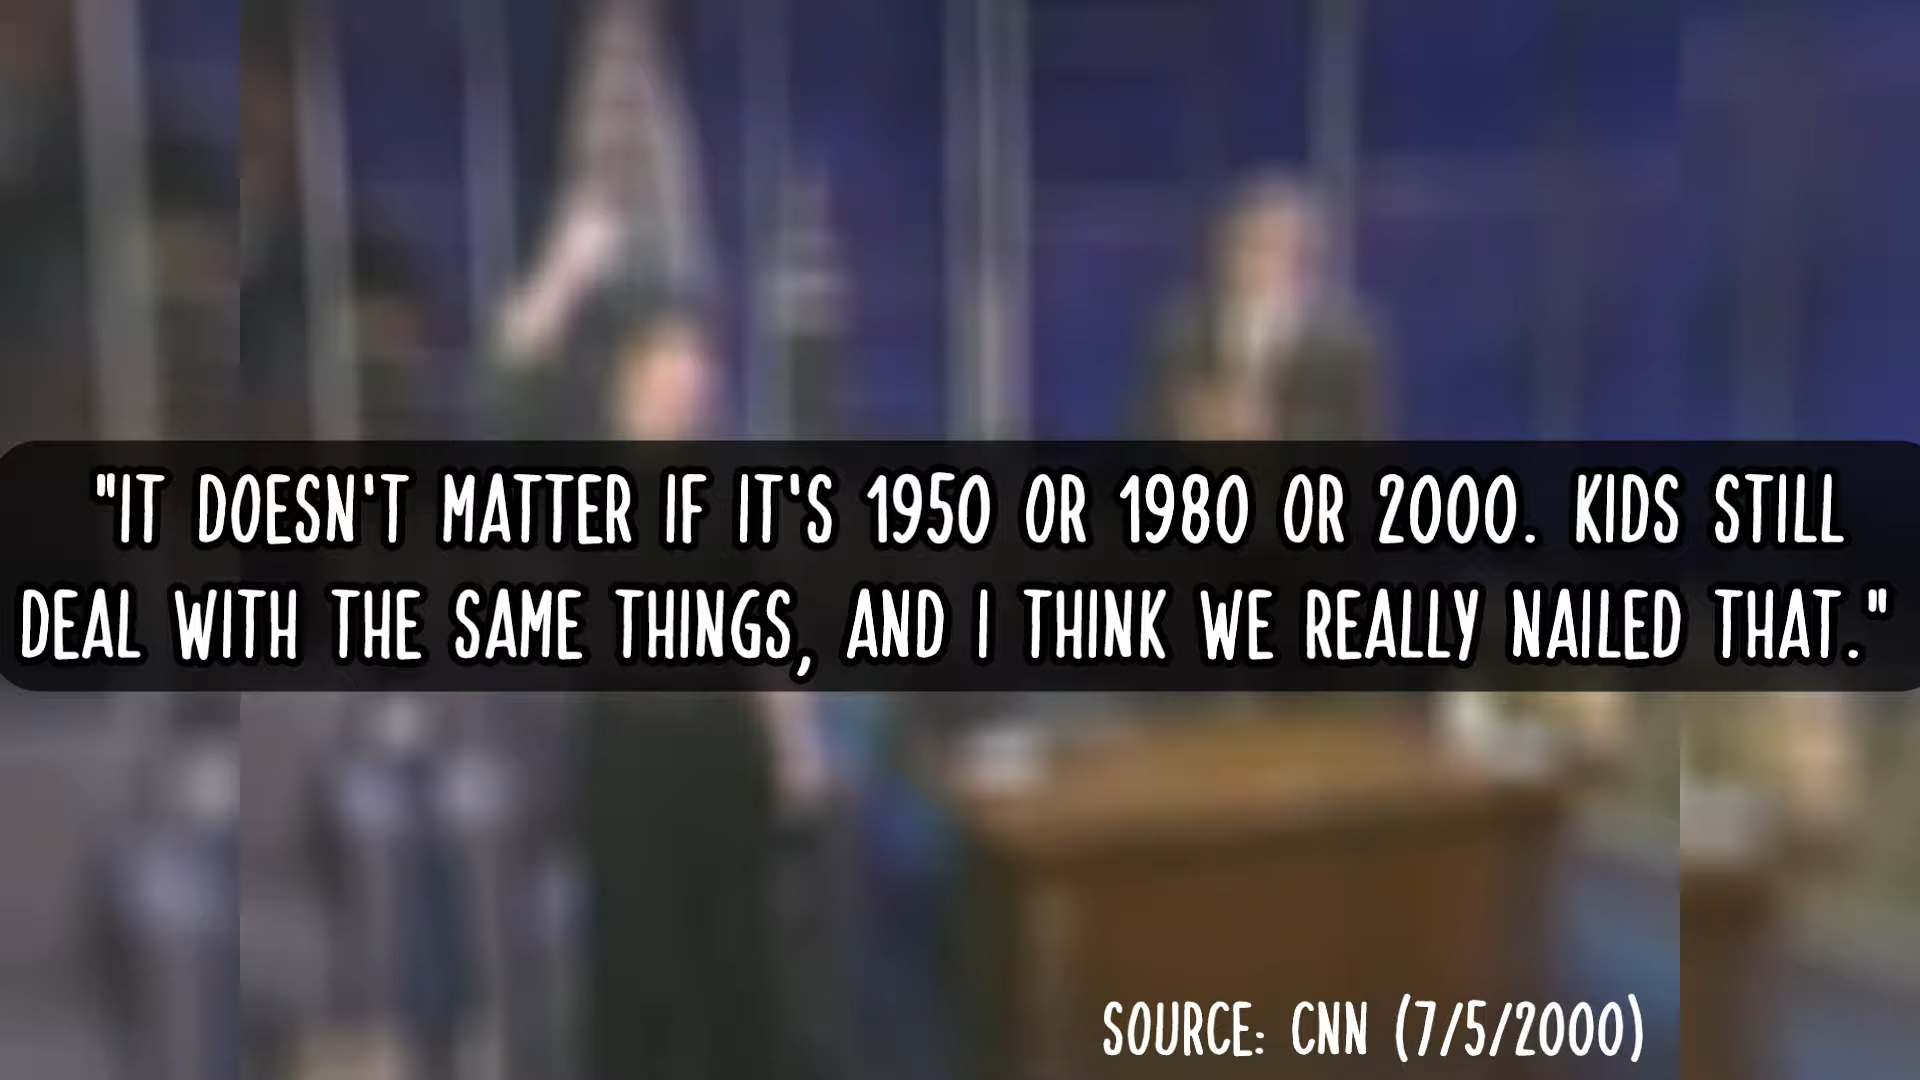 "IT DOESN'T MATTER IF IT'S 1950 OR 1980 OR 2000. KIDS STILL
DEAL WITH THE SAME THINGS, AND I THINK WE REALLY NAILED THAT."
SOURCE: CNN (7/5/2000)